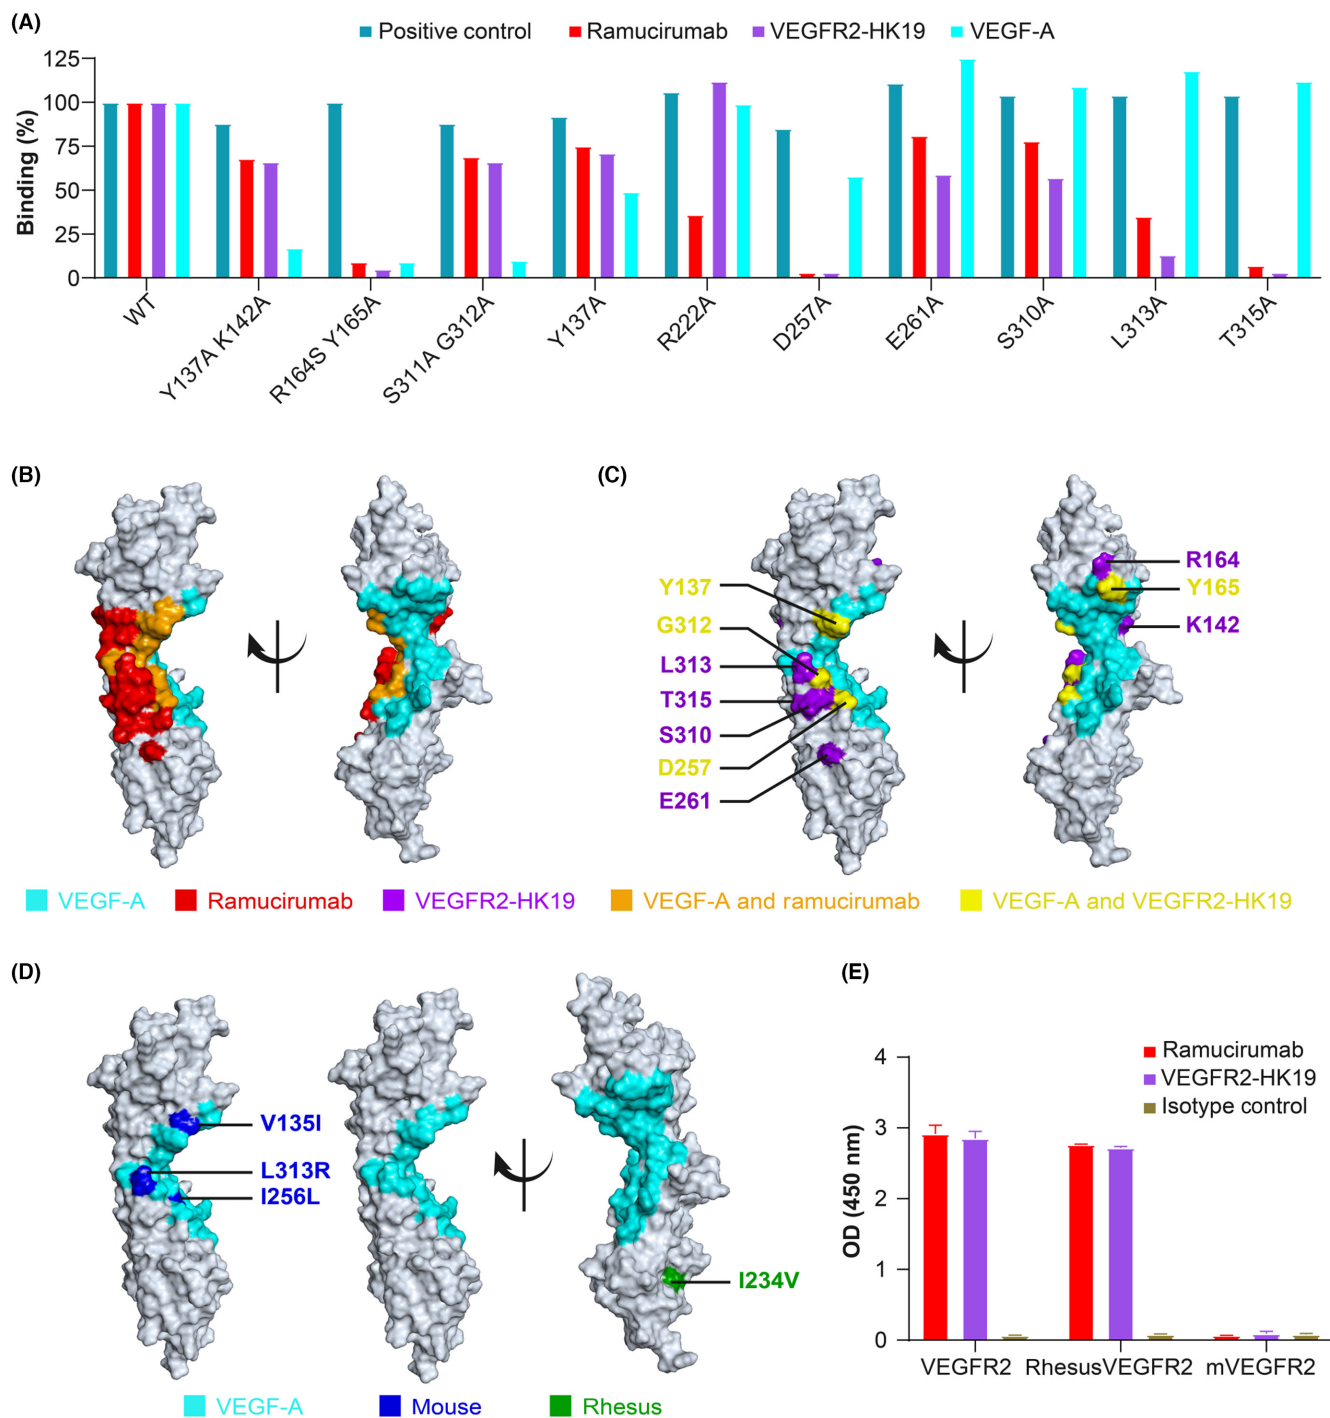 (A)
Positive control Ramucirumab VEGFR2-HK19 VEGF-A
Binding (%)
125
100
75
50
25
0
WT
Y137A K142A
R164S Y165A
S311A G312A
Y137A
R222A
D257A
E261A
S310A
L313A
T315A
(B)
(C)
Y137
G312
L313
T315
S310
D257
E261
R164
Y165
K142
VEGF-A Ramucirumab VEGFR2-HK19 VEGF-A and ramucirumab VEGF-A and VEGFR2-HK19
(D)
V135I
L313R
I256L
I234V
VEGF-A Mouse Rhesus
(E)
Ramucirumab
VEGFR2-HK19
Isotype control
OD (450 nm)
4
3
2
1
0
VEGFR2 RhesusVEGFR2 mVEGFR2